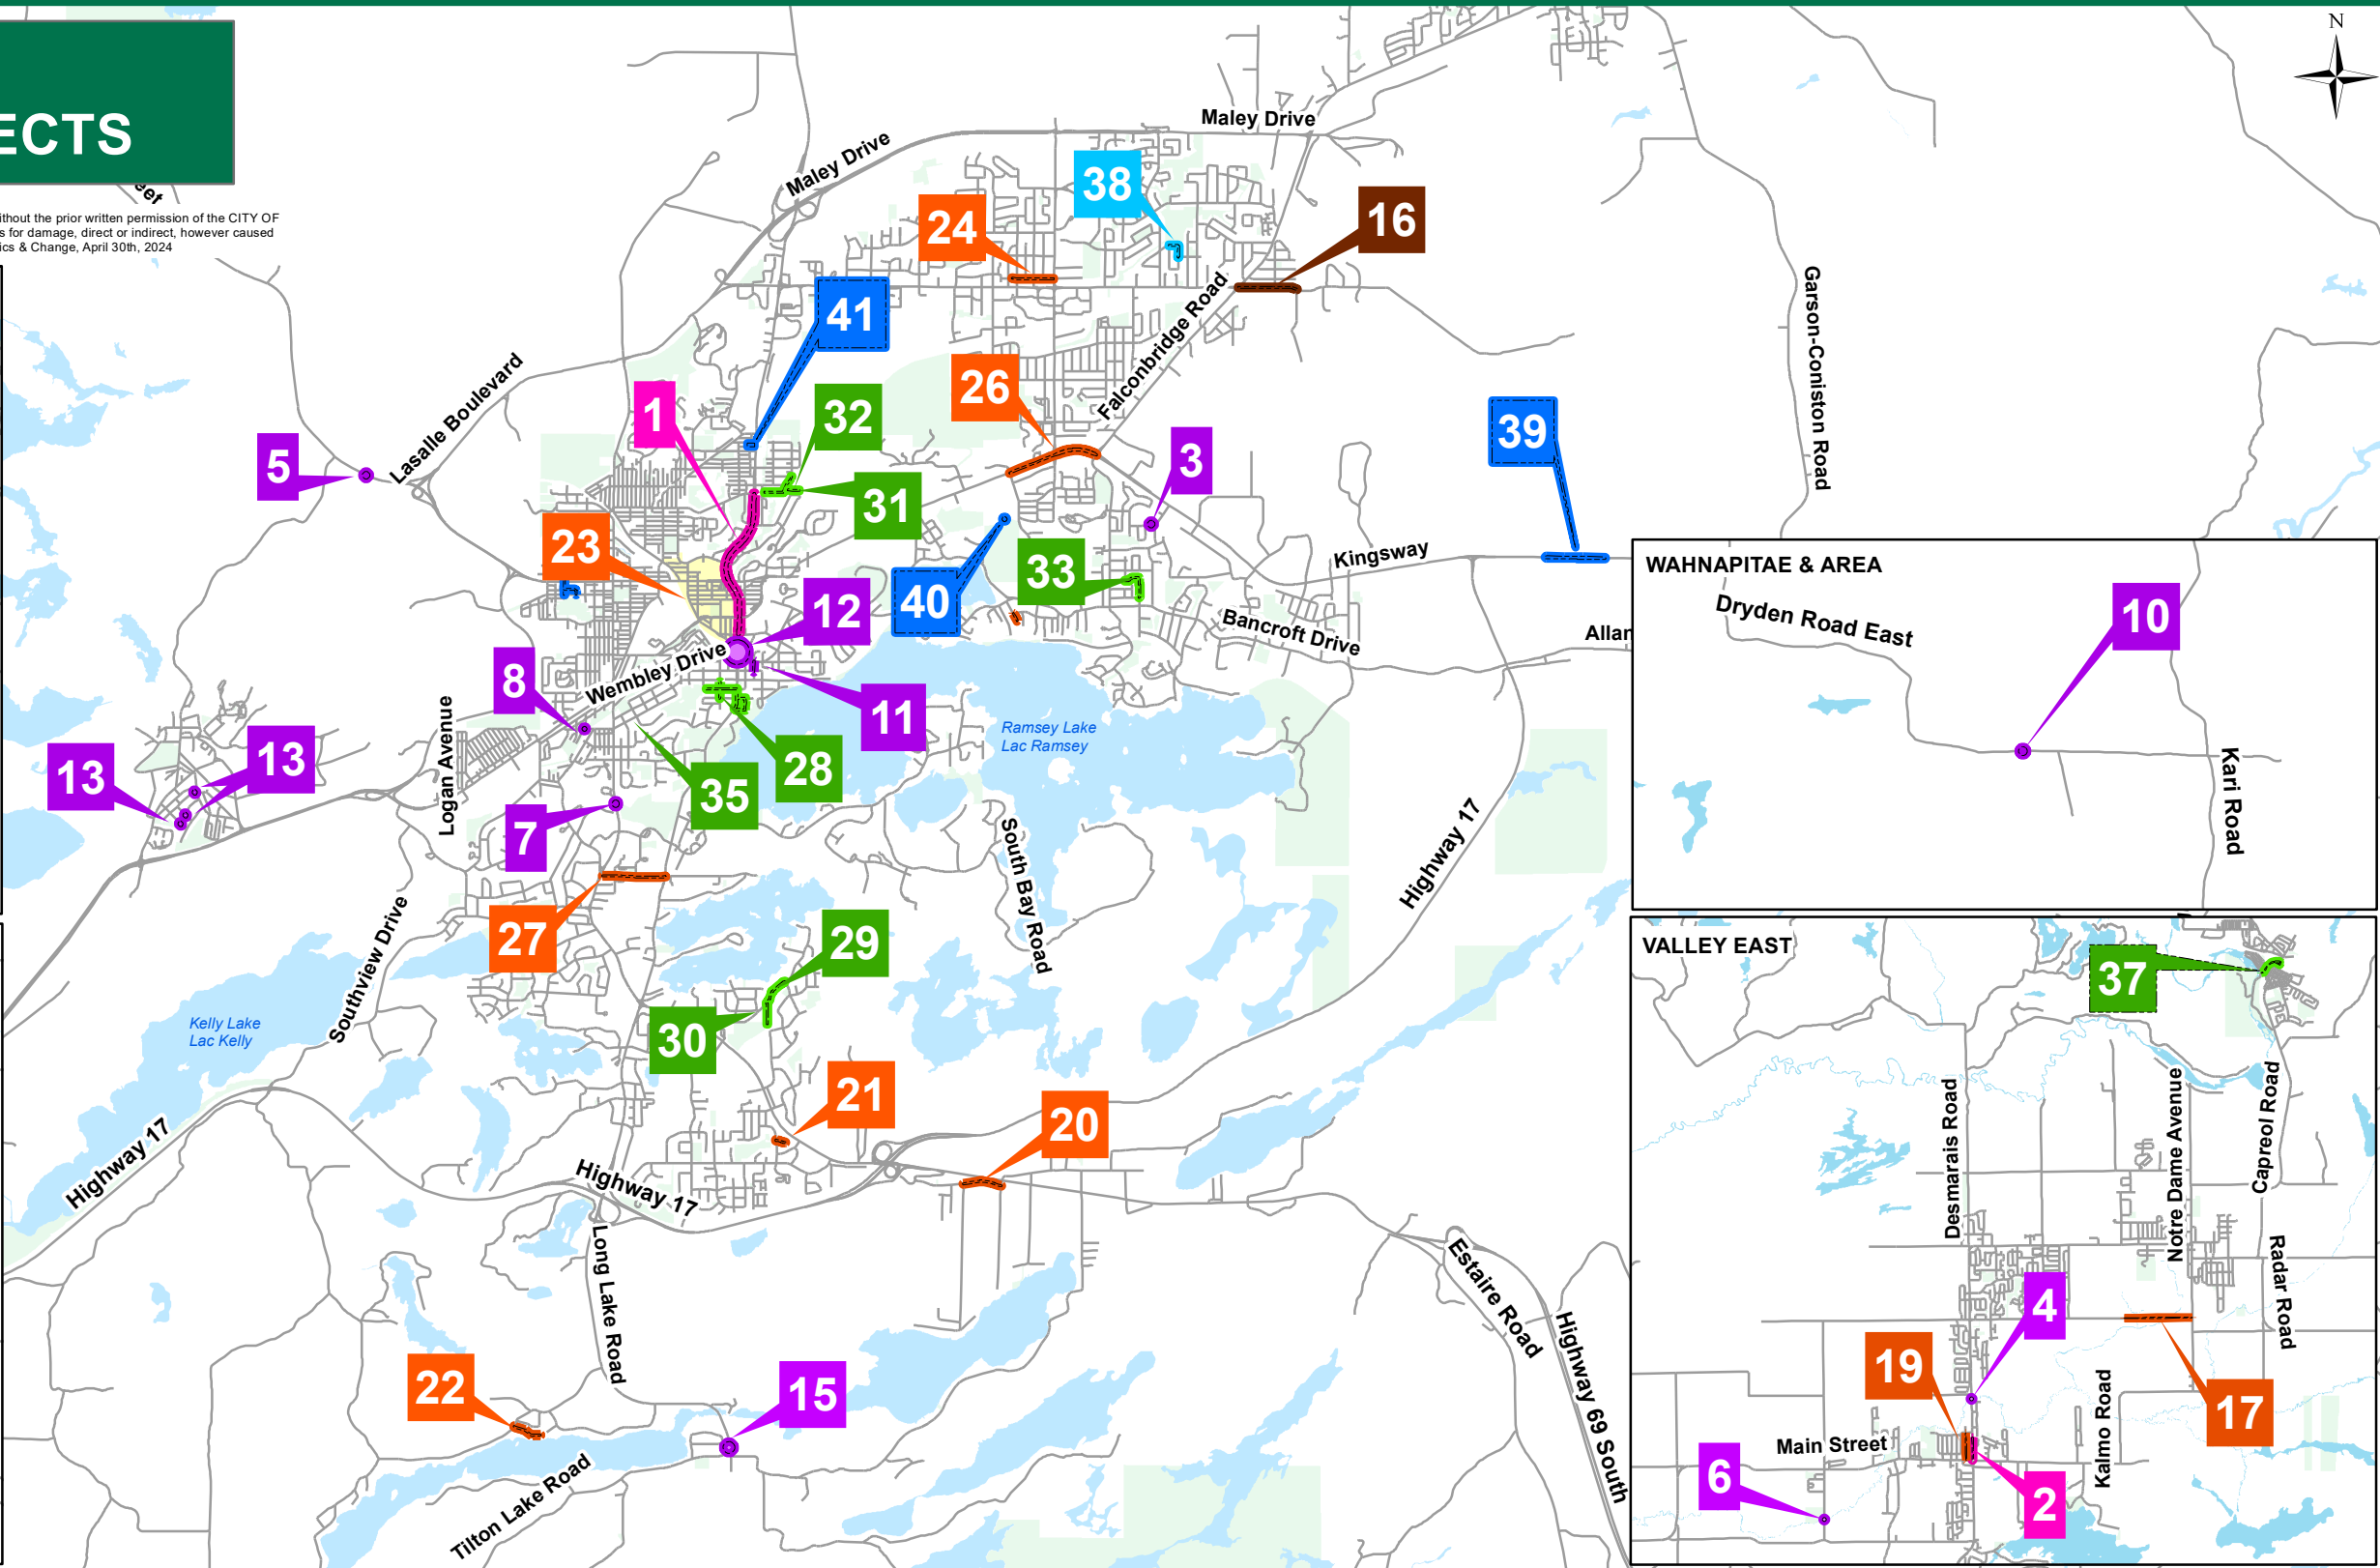 N
ECTS
eet
ithout the prior written permission of the CITY OF
s for damage, direct or indirect, however caused
ics & Change, April 30th, 2024
Maley Drive
Maley Drive
38
16
24
41
Falconbridge Road
Garson-Coniston Road
Lasalle Boulevard
1
32
26
39
5
3
31
23
33
Kingsway
12
40
Bancroft Drive
Allan
8
Wembley Drive
11
Ramsey Lake
Lac Ramsey
Logan Avenue
13
13
28
35
7
South Bay Road
Highway 17
27
29
Southview Drive
30
Kelly Lake
Lac Kelly
21
20
Highway 17
Highway 17
Long Lake Road
Estaire Road
Highway 69 South
22
15
Tilton Lake Road
WAHNAPITAE & AREA
Dryden Road East
10
Kari Road
VALLEY EAST
37
Desmarais Road
Notre Dame Avenue
Capreol Road
Radar Road
4
19
17
Kalmo Road
Main Street
6
2